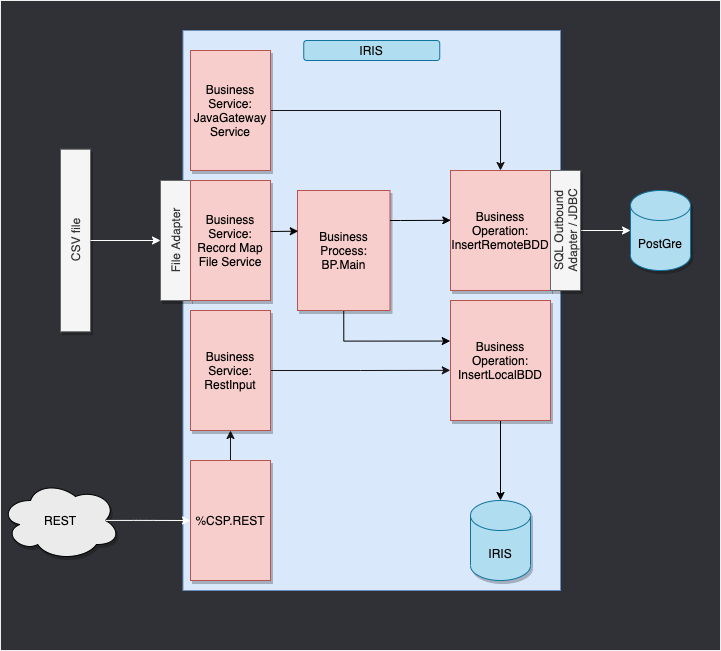 IRIS
Business
Service:
JavaGateway
Service
CSV file
File Adapter
Business
Service:
Record Map
File Service
Business
Process:
BP.Main
Business
Operation:
InsertRemoteBDD
SQL Outbound
Adapter / JDBC
PostGre
Business
Service:
RestInput
Business
Operation:
InsertLocalBDD
REST
%CSP.REST
IRIS